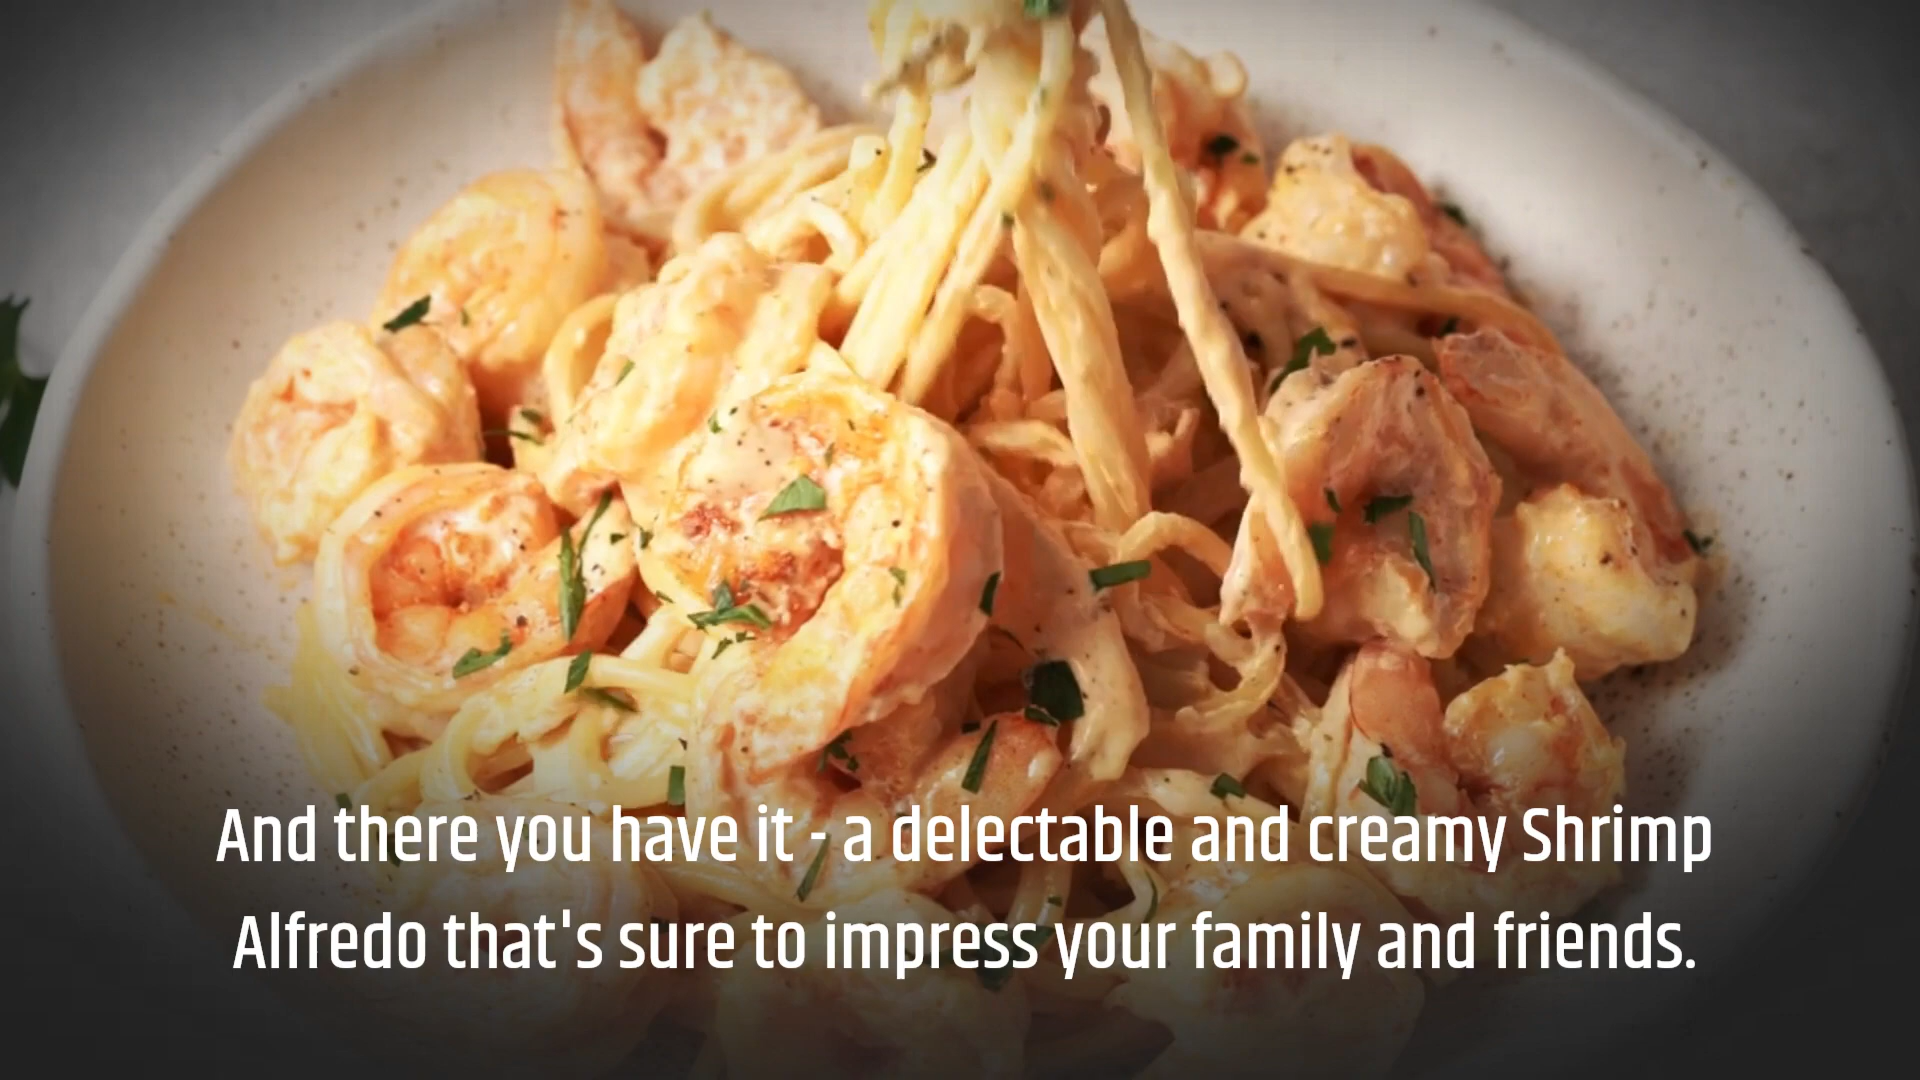 And there you have it - a delectable and creamy Shrimp
Alfredo that's sure to impress your family and friends.